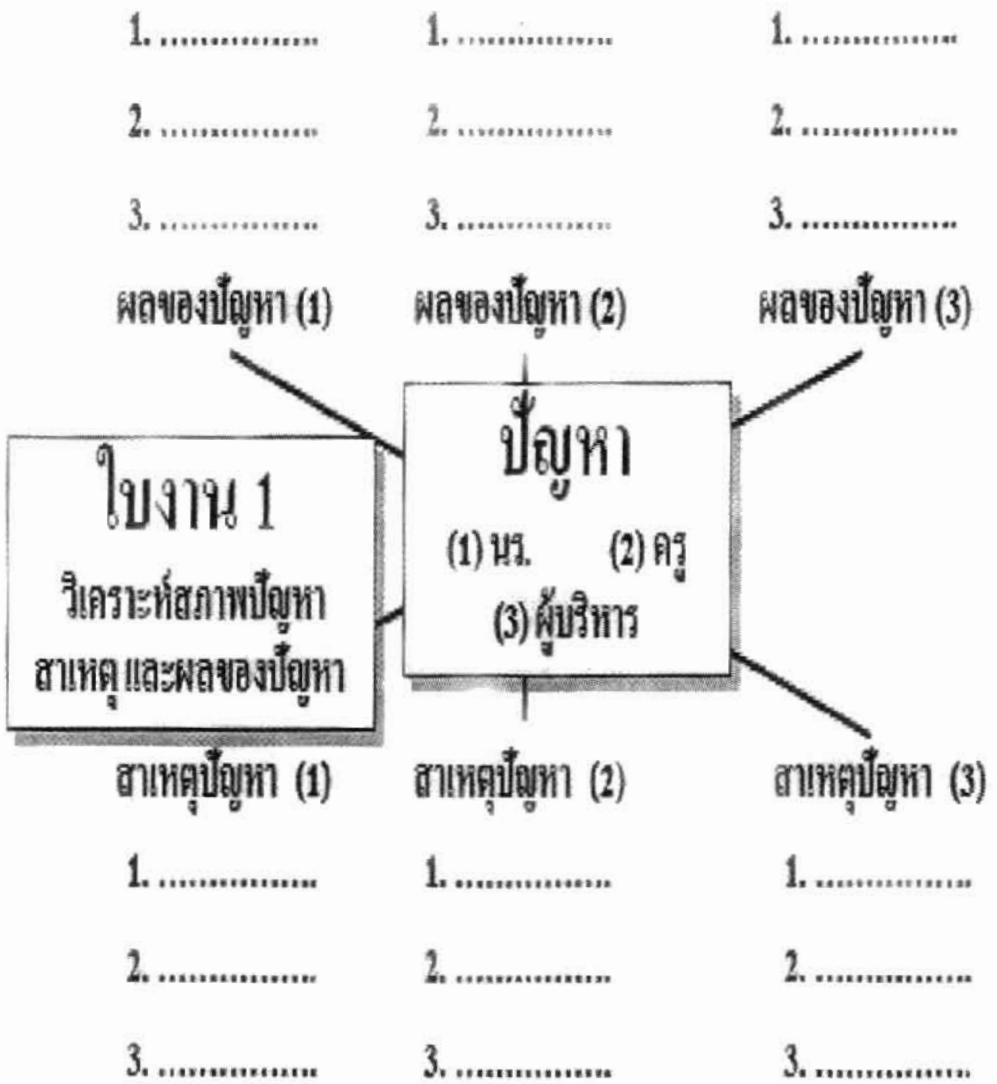 1. ................ 1. ................ 1. ................
2. ................ 2. ................ 2. ................
3. ................ 3. ................ 3. ................
ผลของปัญหา (1) ผลของปัญหา (2) ผลของปัญหา (3)
ใบงาน 1
วิเคราะห์สภาพปัญหา
สาเหตุ และผลของปัญหา
ปัญหา
(1) นร. (2) ครู
(3) ผู้บริหาร
สาเหตุปัญหา (1) สาเหตุปัญหา (2) สาเหตุปัญหา (3)
1. ................ 1. ................ 1. ................
2. ................ 2. ................ 2. ................
3. ................ 3. ................ 3. ................